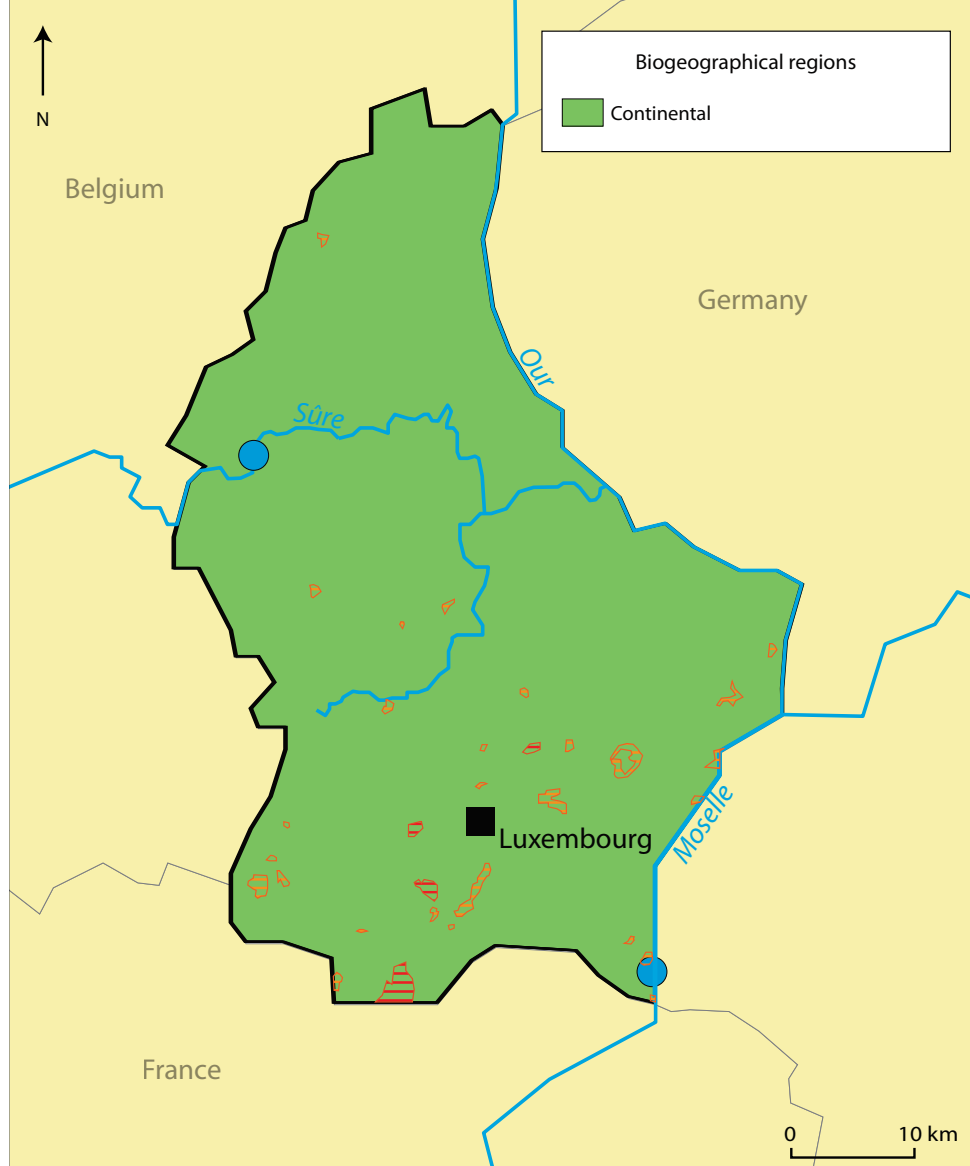 N
Biogeographical regions
Continental
Belgium
Germany
Our
Sûre
Moselle
Luxembourg
France
0 10 km